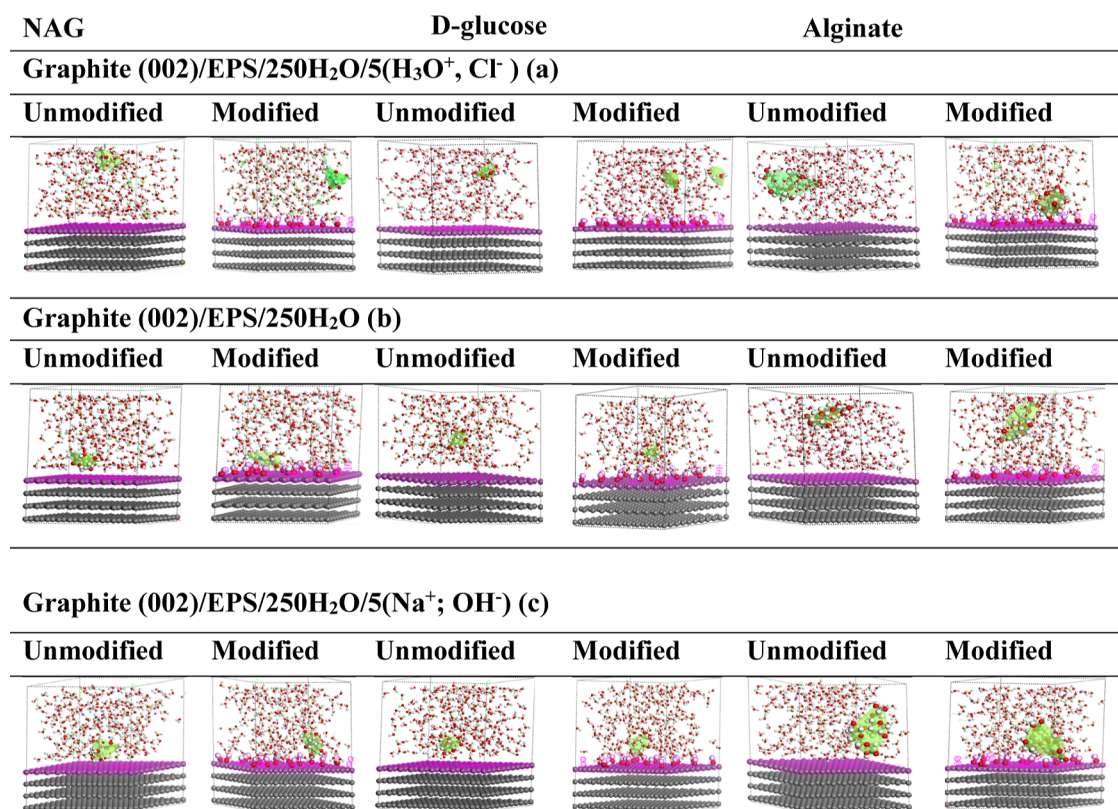 NAG D-glucose Alginate
Graphite (002)/EPS/250H₂O/5(H₃O⁺, Cl⁻ ) (a)
Unmodified Modified Unmodified Modified Unmodified Modified
Graphite (002)/EPS/250H₂O (b)
Unmodified Modified Unmodified Modified Unmodified Modified
Graphite (002)/EPS/250H₂O/5(Na⁺; OH⁻) (c)
Unmodified Modified Unmodified Modified Unmodified Modified